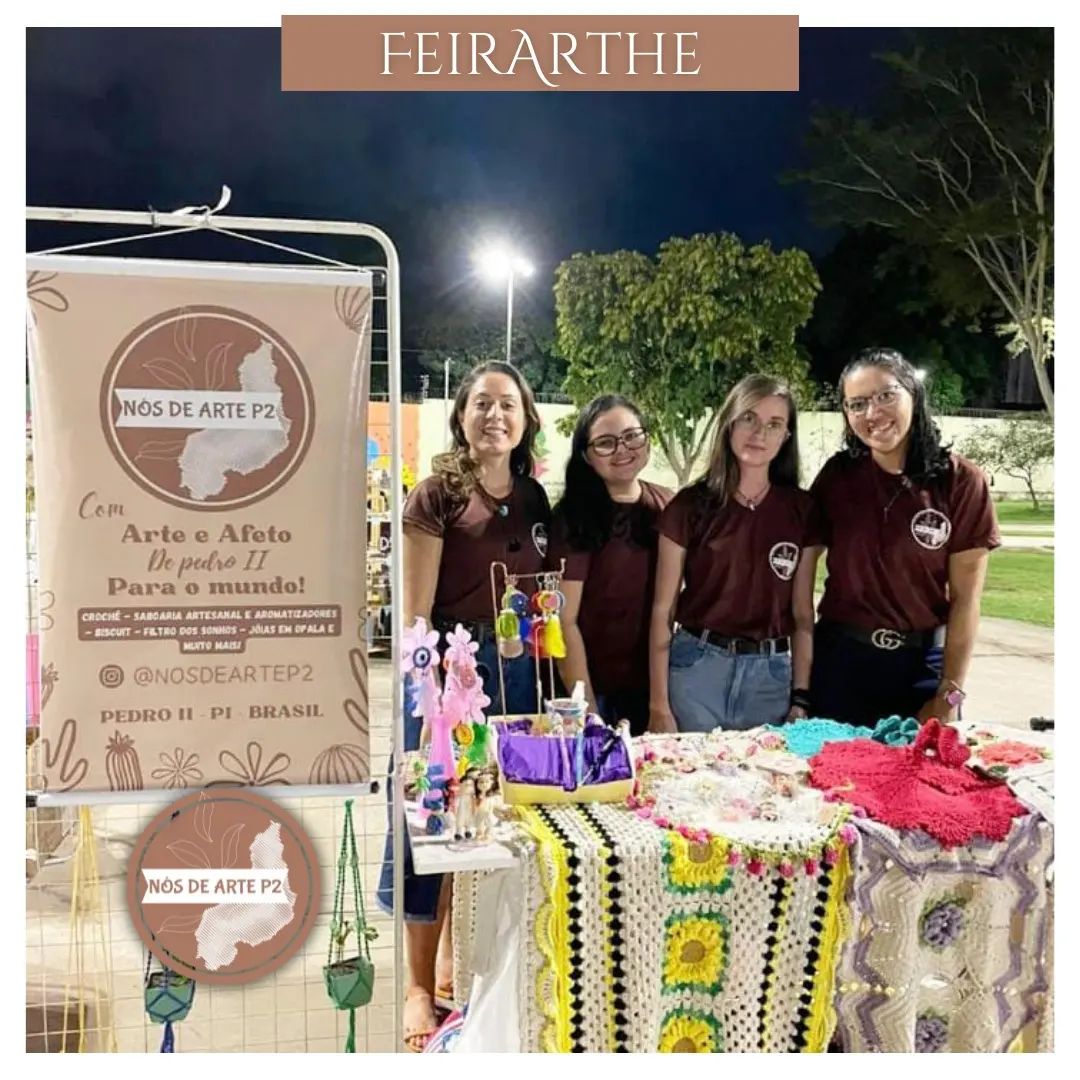 FEIRARTHE
NÓS DE ARTE P2
Com
Arte e Afeto
De pedro II
Para o mundo!
CROCHÊ – SABOARIA ARTESANAL E AROMATIZADORES
– BISCUIT – FILTRO DOS SONHOS – JÓIAS EM OPALA E
MUITO MAIS!
@NOSDEARTEP2
PEDRO II - PI - BRASIL
NÓS DE ARTE P2